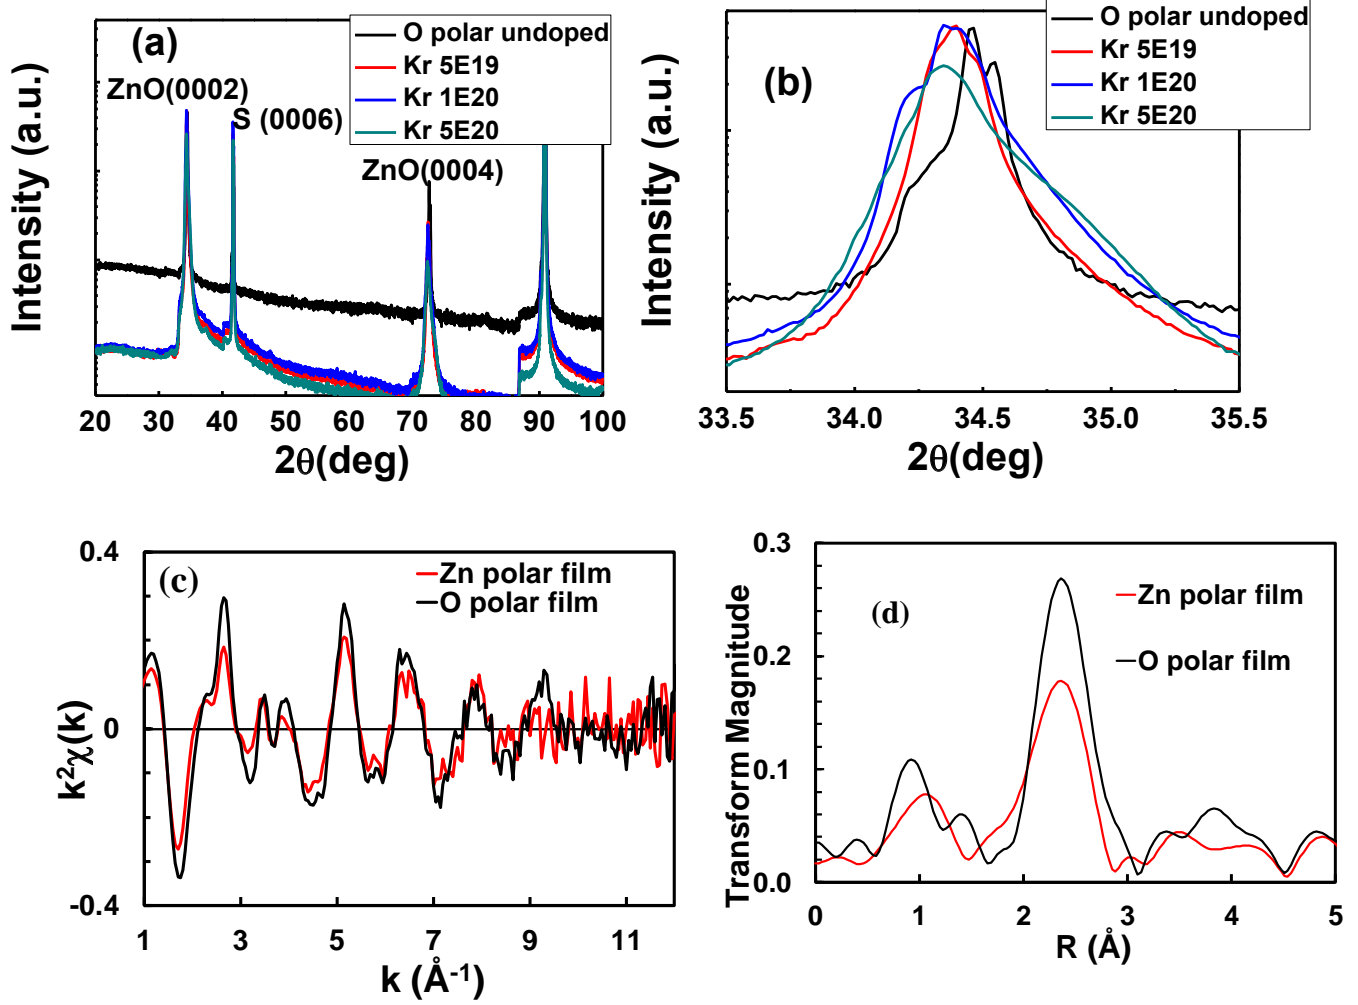 (a)
O polar undoped
Kr 5E19
Kr 1E20
Kr 5E20
ZnO(0002)
S (0006)
ZnO(0004)
Intensity (a.u.)
20 30 40 50 60 70 80 90 100
2θ(deg)
(b)
O polar undoped
Kr 5E19
Kr 1E20
Kr 5E20
Intensity (a.u.)
33.5 34.0 34.5 35.0 35.5
2θ(deg)
(c)
Zn polar film
O polar film
0.4
0
-0.4
k²χ(k)
1 3 5 7 9 11
k (Å⁻¹)
(d)
Zn polar film
O polar film
0.3
0.2
0.1
0.0
Transform Magnitude
0 1 2 3 4 5
R (Å)